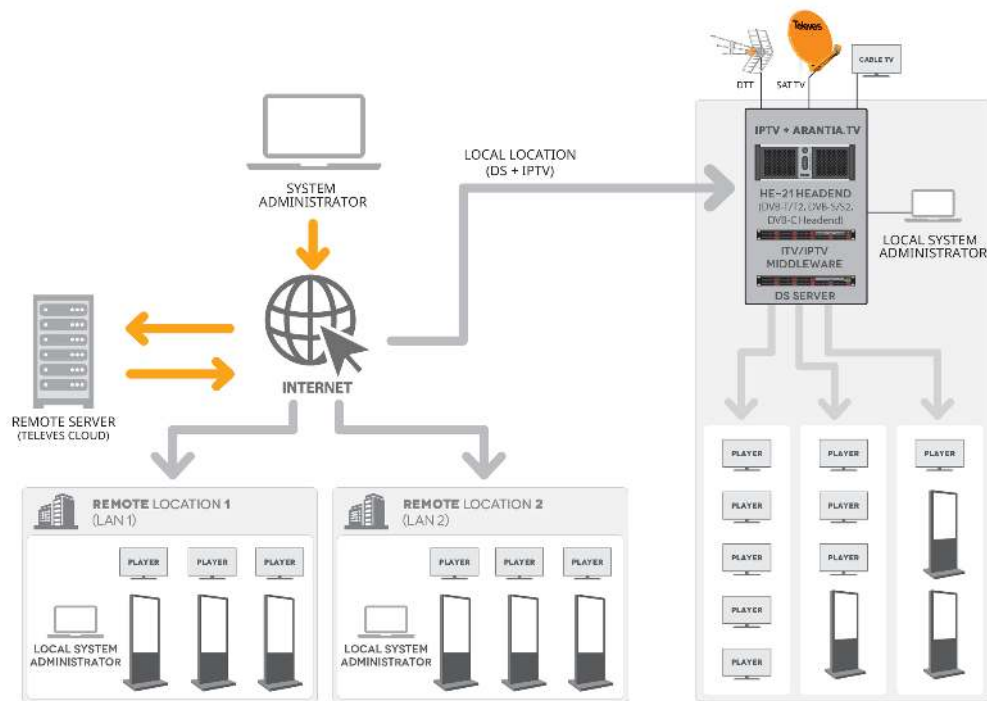 Televes
DTT
SAT TV
CABLE TV
IPTV + ARANTIA.TV
HE-21 HEADEND
(DVB-T/T2, DVB-S/S2,
DVB-C Headend)
ITV/IPTV
MIDDLEWARE
DS SERVER
LOCAL SYSTEM
ADMINISTRATOR
LOCAL LOCATION
(DS + IPTV)
SYSTEM
ADMINISTRATOR
INTERNET
REMOTE SERVER
(TELEVES CLOUD)
REMOTE LOCATION 1
(LAN 1)
PLAYER
PLAYER
PLAYER
LOCAL SYSTEM
ADMINISTRATOR
REMOTE LOCATION 2
(LAN 2)
PLAYER
PLAYER
PLAYER
LOCAL SYSTEM
ADMINISTRATOR
PLAYER
PLAYER
PLAYER
PLAYER
PLAYER
PLAYER
PLAYER
PLAYER
PLAYER